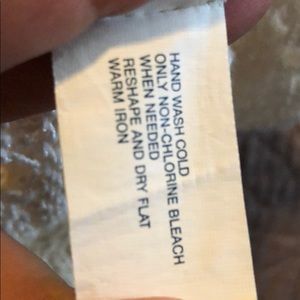 HAND WASH COLD
ONLY NON-CHLORINE BLEACH
WHEN NEEDED
RESHAPE AND DRY FLAT
WARM IRON